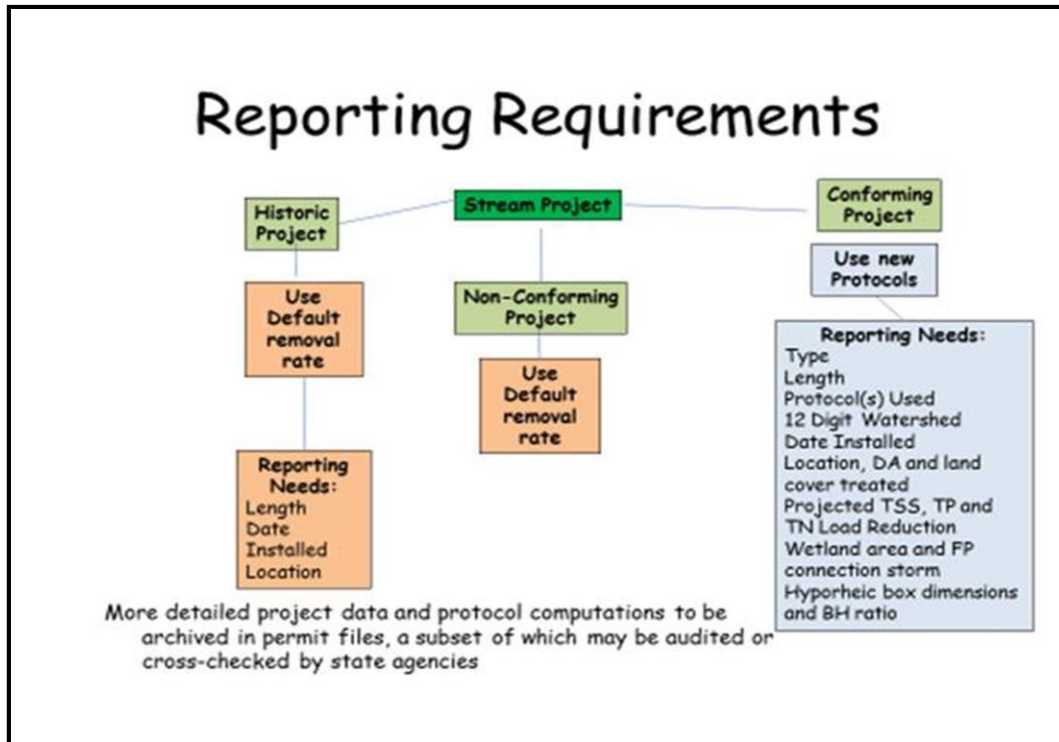 Reporting Requirements
Historic
Project
Use
Default
removal
rate
Reporting
Needs:
Length
Date
Installed
Location
Stream Project
Non-Conforming
Project
Use
Default
removal
rate
Conforming
Project
Use new
Protocols
Reporting Needs:
Type
Length
Protocol(s) Used
12 Digit Watershed
Date Installed
Location, DA and land
cover treated
Projected TSS, TP and
TN Load Reduction
Wetland area and FP
connection storm
Hyporheic box dimensions
and BH ratio
More detailed project data and protocol computations to be
archived in permit files, a subset of which may be audited or
cross-checked by state agencies